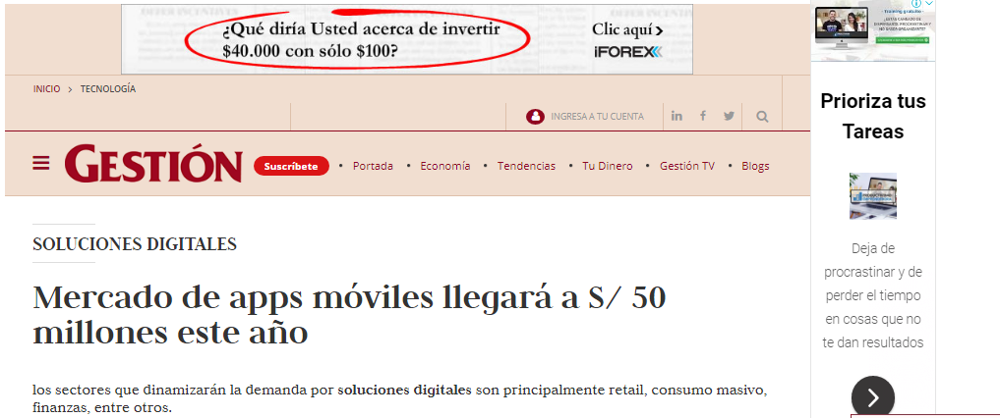 ¿Qué diría Usted acerca de invertir
$40.000 con sólo $100?
Clic aquí
iFOREX
INICIO
TECNOLOGÍA
INGRESA A TU CUENTA
GESTIÓN
Suscríbete
• Portada
• Economía
• Tendencias
• Tu Dinero
• Gestión TV
• Blogs
SOLUCIONES DIGITALES
Mercado de apps móviles llegará a S/ 50
millones este año
los sectores que dinamizarán la demanda por soluciones digitales son principalmente retail, consumo masivo,
finanzas, entre otros.
Training gratuito
Prioriza tus
Tareas
Deja de
procrastinar y de
perder el tiempo
en cosas que no
te dan resultados